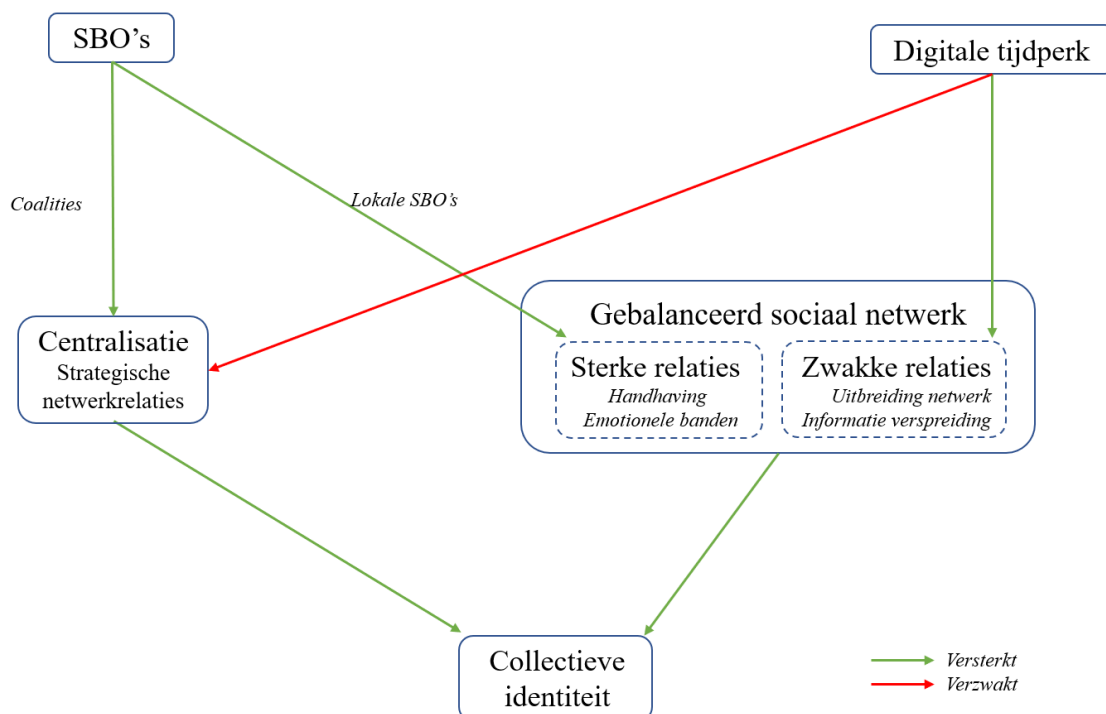 SBO’s
Digitale tijdperk
Coalities
Lokale SBO’s
Centralisatie
Strategische
netwerkrelaties
Gebalanceerd sociaal netwerk
Sterke relaties
Handhaving
Emotionele banden
Zwakke relaties
Uitbreiding netwerk
Informatie verspreiding
Collectieve
identiteit
Versterkt
Verzwakt